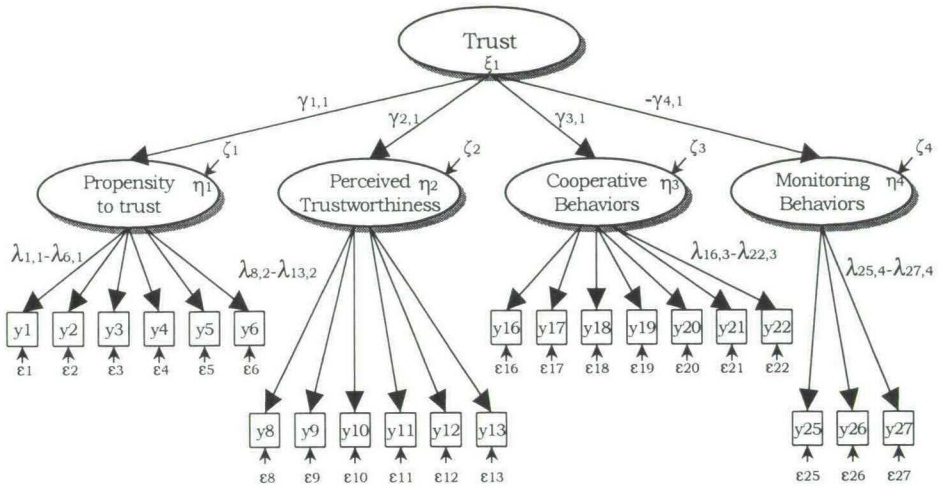 Trust
ξ1
γ1,1
γ2,1
γ3,1
-γ4,1
ζ1
ζ2
ζ3
ζ4
Propensity η1
to trust
Perceived η2
Trustworthiness
Cooperative η3
Behaviors
Monitoring η4
Behaviors
λ1,1-λ6,1
λ8,2-λ13,2
λ16,3-λ22,3
λ25,4-λ27,4
y1 y2 y3 y4 y5 y6
ε1 ε2 ε3 ε4 ε5 ε6
y16 y17 y18 y19 y20 y21 y22
ε16 ε17 ε18 ε19 ε20 ε21 ε22
y8 y9 y10 y11 y12 y13
ε8 ε9 ε10 ε11 ε12 ε13
y25 y26 y27
ε25 ε26 ε27